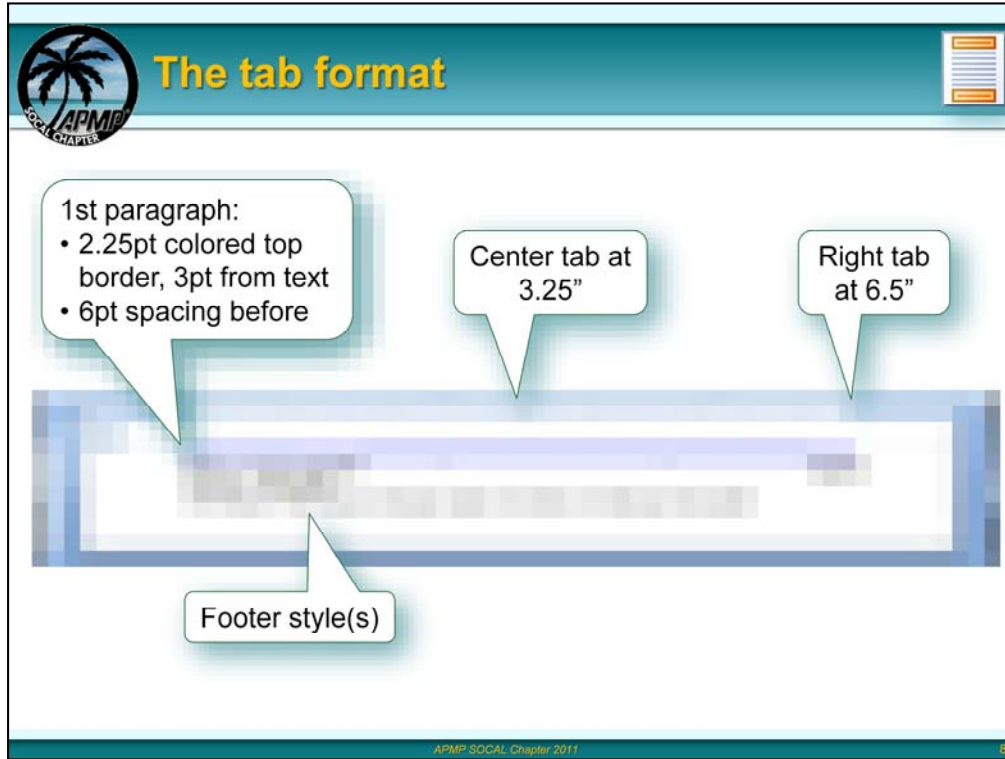 The tab format
SOCAL CHAPTER
APMP
1st paragraph:
• 2.25pt colored top
border, 3pt from text
• 6pt spacing before
Center tab at
3.25”
Right tab
at 6.5”
Footer style(s)
APMP SOCAL Chapter 2011
8